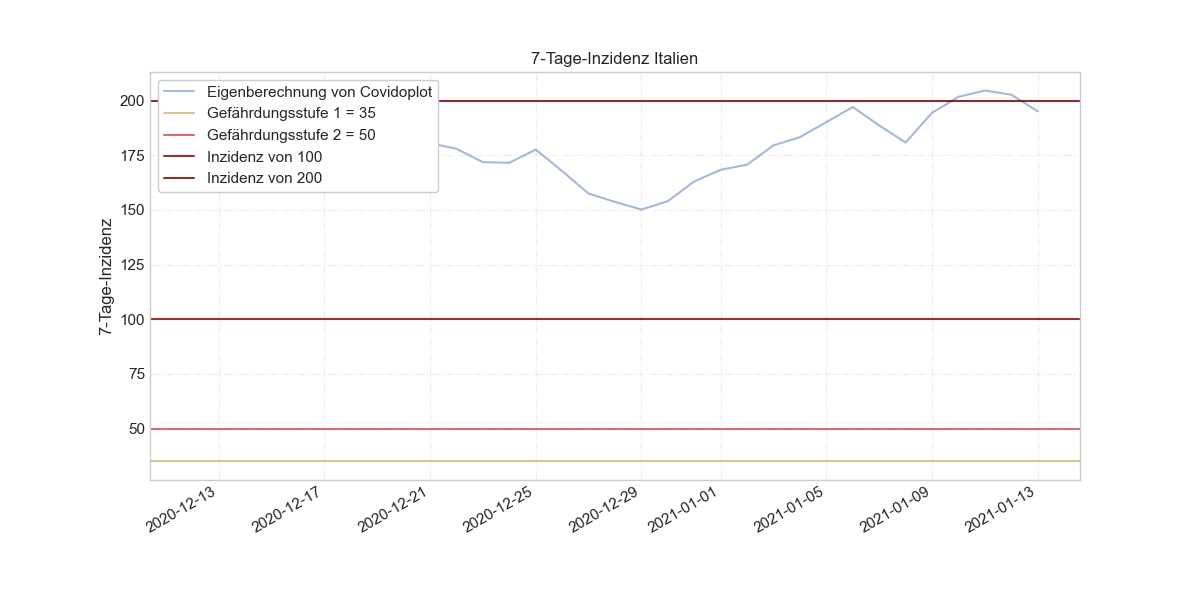 7-Tage-Inzidenz Italien
Eigenberechnung von Covidoplot
Gefährdungsstufe 1 = 35
Gefährdungsstufe 2 = 50
Inzidenz von 100
Inzidenz von 200
7-Tage-Inzidenz
200
175
150
125
100
75
50
2020-12-13
2020-12-17
2020-12-21
2020-12-25
2020-12-29
2021-01-01
2021-01-05
2021-01-09
2021-01-13